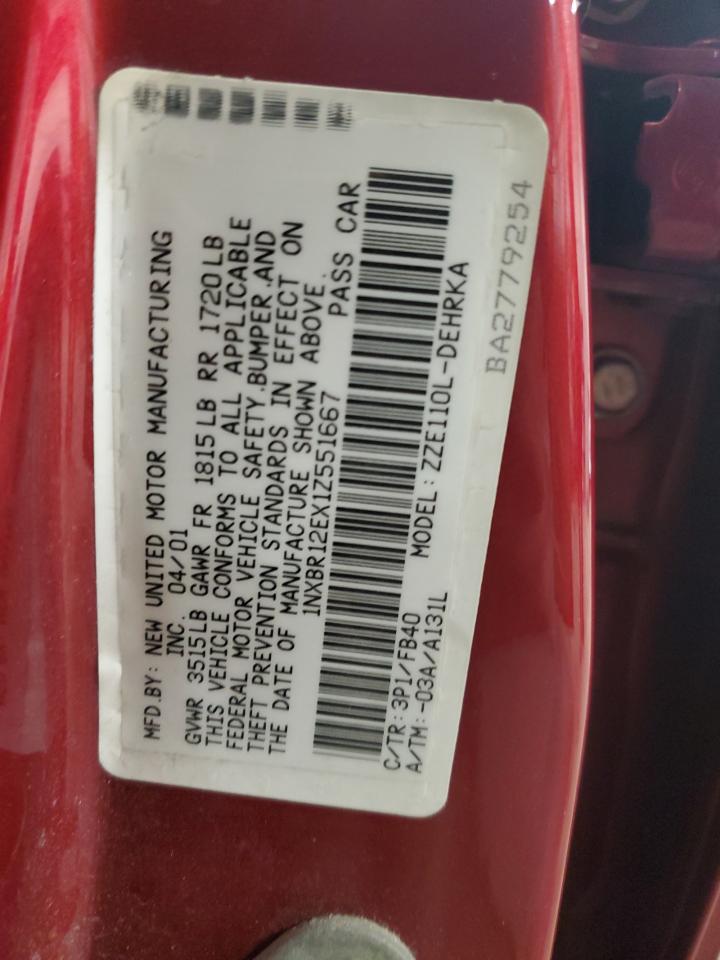 MFD.BY: NEW UNITED MOTOR MANUFACTURING
INC. 04/01
GVWR 3515LB GAWR FR 1815LB RR 1720LB
THIS VEHICLE CONFORMS TO ALL APPLICABLE
FEDERAL MOTOR VEHICLE SAFETY,BUMPER,AND
THEFT PREVENTION STANDARDS IN EFFECT ON
THE DATE OF MANUFACTURE SHOWN ABOVE.
1NXBR12EX1Z551667 PASS CAR
C/TR:3P1/FB40 MODEL:ZZE110L-DEHRKA
A/TM:-03A/A131L
BA2779254